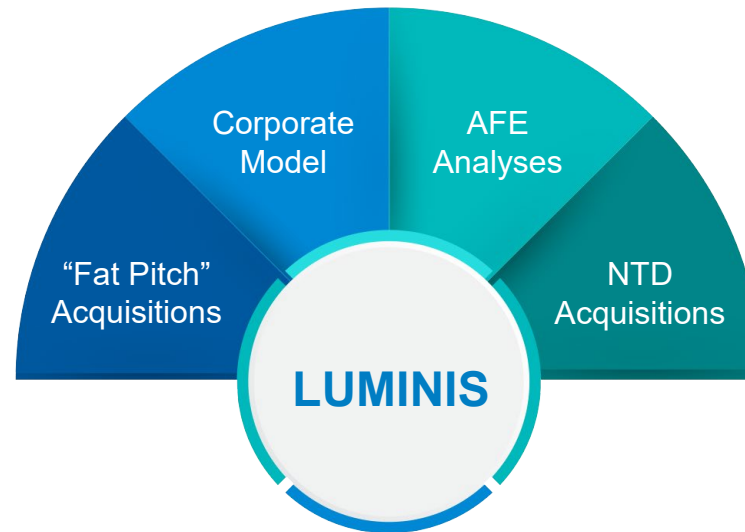 Corporate
Model
AFE
Analyses
“Fat Pitch”
Acquisitions
NTD
Acquisitions
LUMINIS